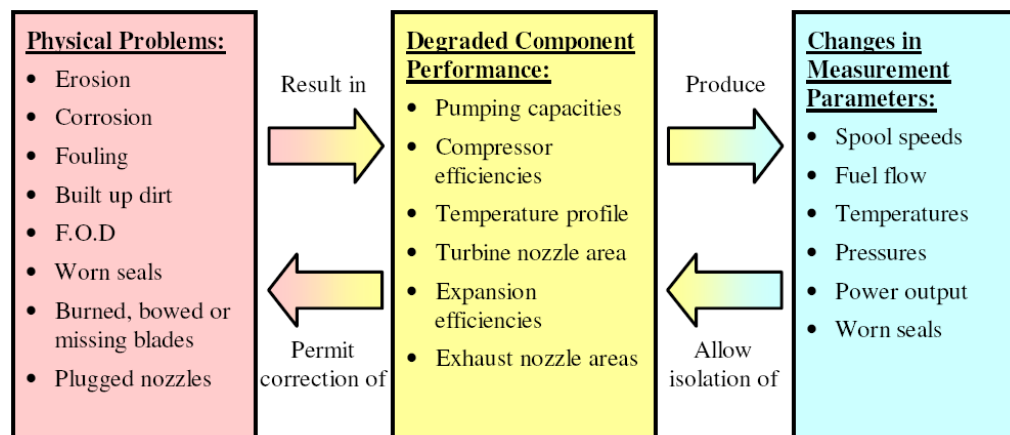 Physical Problems:
• Erosion
• Corrosion
• Fouling
• Built up dirt
• F.O.D
• Worn seals
• Burned, bowed or
missing blades
• Plugged nozzles
Result in
Permit
correction of
Degraded Component
Performance:
• Pumping capacities
• Compressor
efficiencies
• Temperature profile
• Turbine nozzle area
• Expansion
efficiencies
• Exhaust nozzle areas
Produce
Allow
isolation of
Changes in
Measurement
Parameters:
• Spool speeds
• Fuel flow
• Temperatures
• Pressures
• Power output
• Worn seals